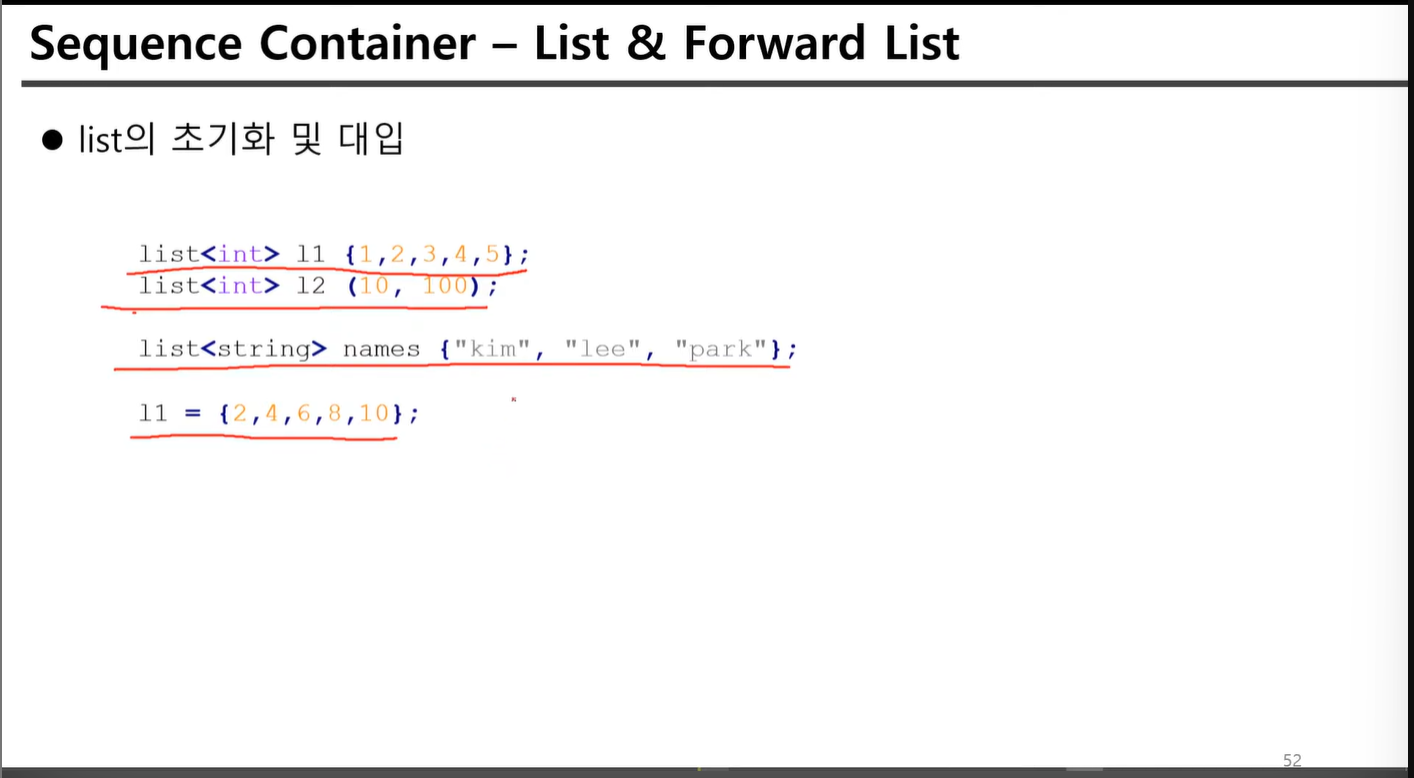 Sequence Container – List & Forward List
● list의 초기화 및 대입
list<int> l1 {1,2,3,4,5};
list<int> l2 (10, 100);
list<string> names {"kim", "lee", "park"};
l1 = {2,4,6,8,10};
52